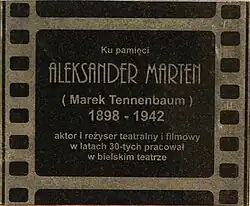 Ku pamięci
ALEKSANDER MARTEN
( Marek Tennenbaum )
1898 - 1942
aktor i reżyser teatralny i filmowy
w latach 30-tych pracował
w bielskim teatrze